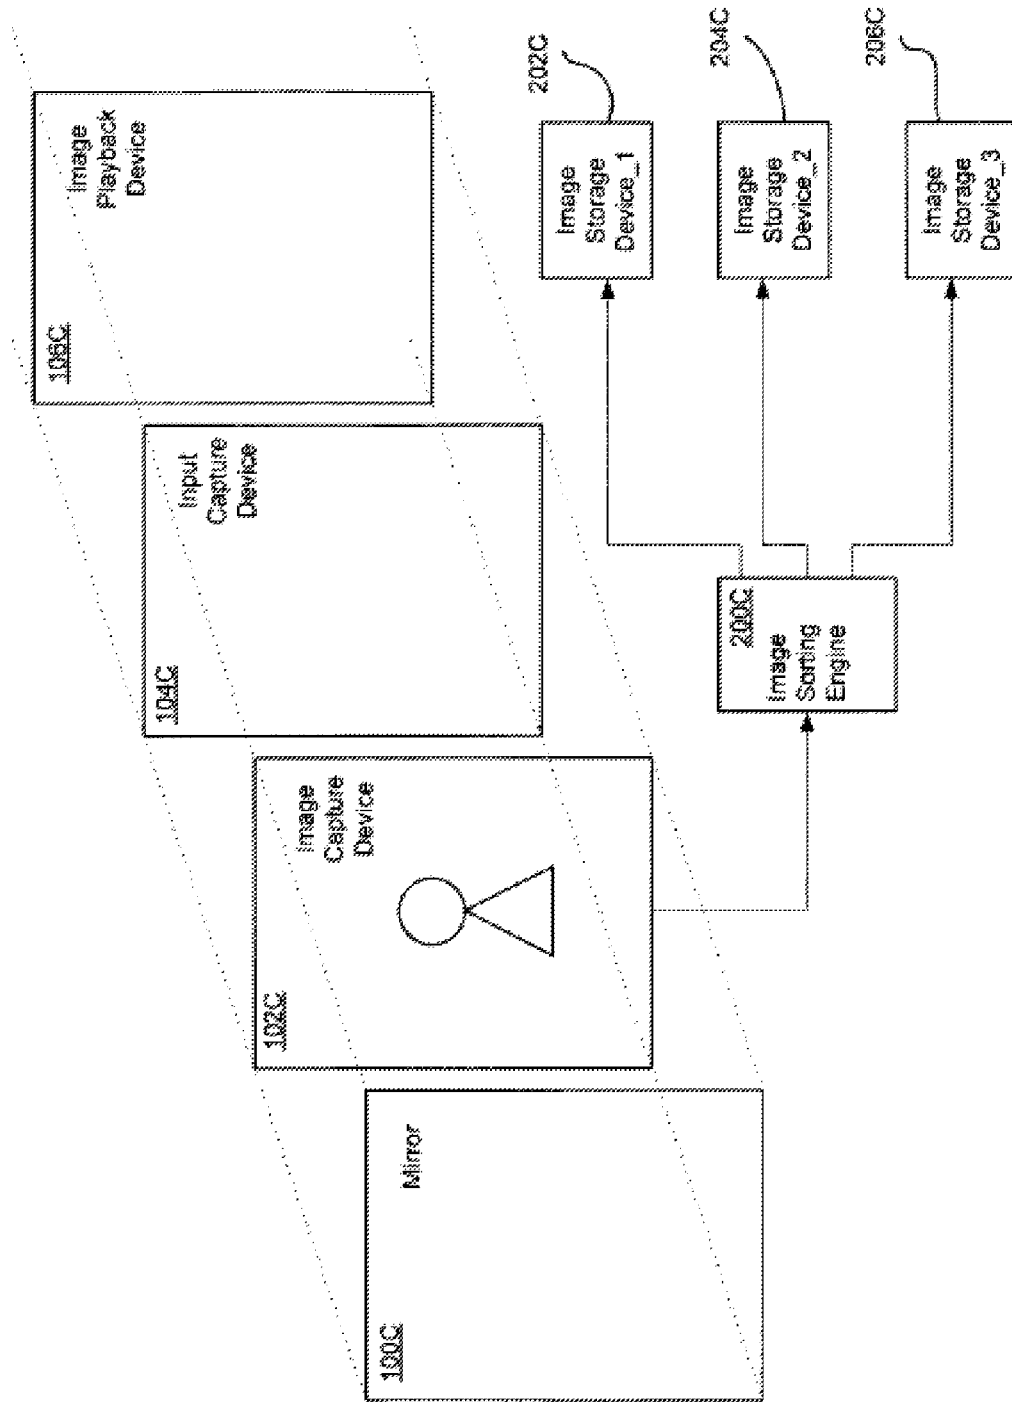 100C
Mirror
102C
Image
Capture
Device
104C
Input
Capture
Device
106C
Image
Playback
Device
200C
Image
Sorting
Engine
Image
Storage
Device_1
202C
Image
Storage
Device_2
204C
Image
Storage
Device_3
206C